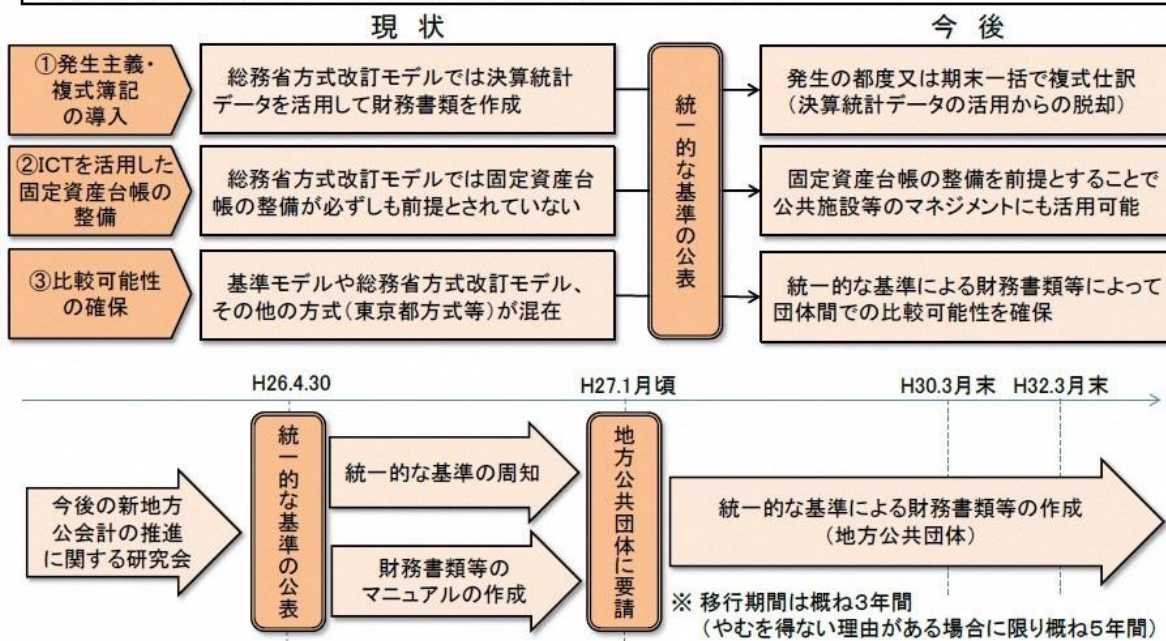 現 状
今 後
①発生主義・
複式簿記
の導入
総務省方式改訂モデルでは決算統計
データを活用して財務書類を作成
統一的な基準の公表
発生の都度又は期末一括で複式仕訳
(決算統計データの活用からの脱却)
②ICTを活用した
固定資産台帳の
整備
総務省方式改訂モデルでは固定資産台
帳の整備が必ずしも前提とされていない
固定資産台帳の整備を前提とすることで
公共施設等のマネジメントにも活用可能
③比較可能性
の確保
基準モデルや総務省方式改訂モデル、
その他の方式(東京都方式等)が混在
統一的な基準による財務書類等によって
団体間での比較可能性を確保
H26.4.30
H27.1月頃
H30.3月末
H32.3月末
今後の新地方
公会計の推進
に関する研究会
統一的な基準の公表
統一的な基準の周知
財務書類等の
マニュアルの作成
地方公共団体に要請
統一的な基準による財務書類等の作成
(地方公共団体)
※ 移行期間は概ね3年間
(やむを得ない理由がある場合に限り概ね5年間)